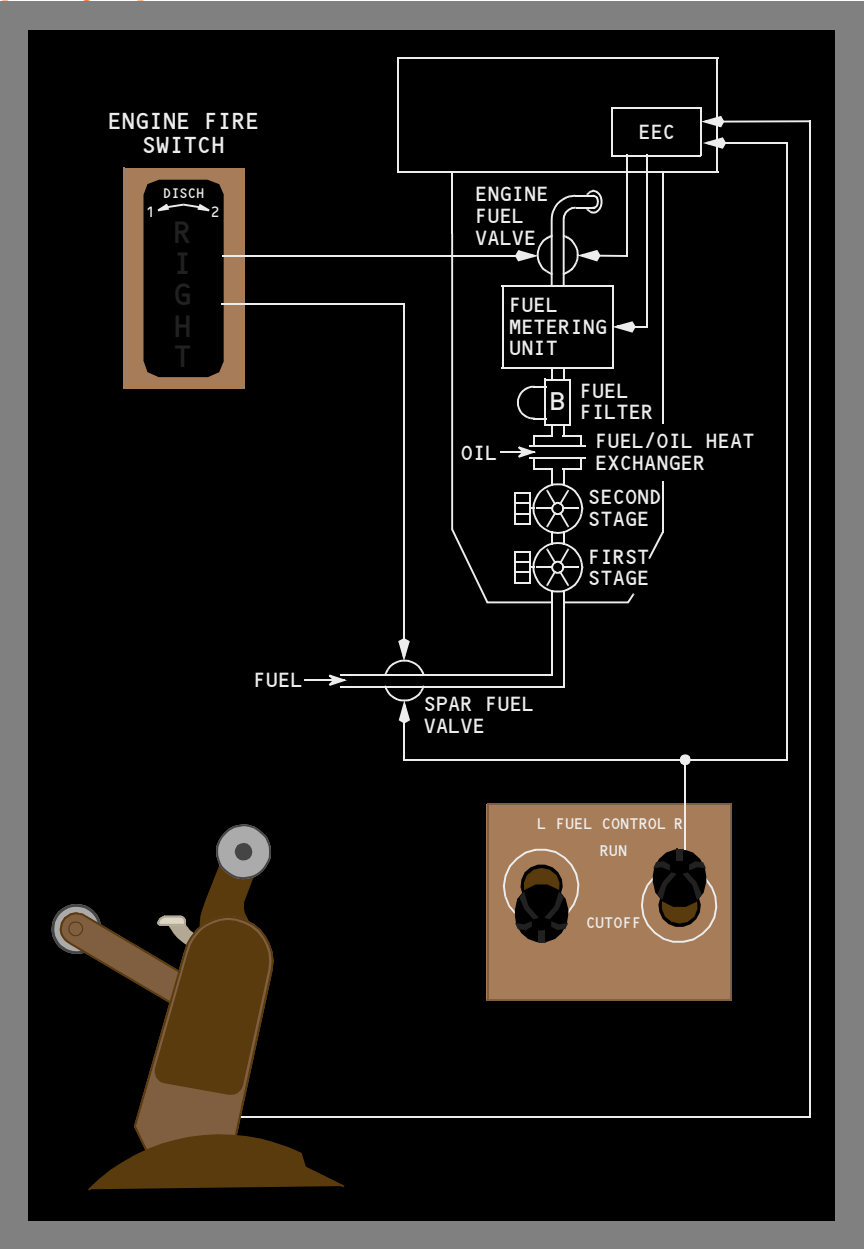 ENGINE FIRE
SWITCH
DISCH
1 2
R
I
G
H
T
EEC
ENGINE
FUEL
VALVE
FUEL
METERING
UNIT
B
FUEL
FILTER
OIL
FUEL/OIL HEAT
EXCHANGER
SECOND
STAGE
FIRST
STAGE
FUEL
SPAR FUEL
VALVE
L FUEL CONTROL R
RUN
CUTOFF